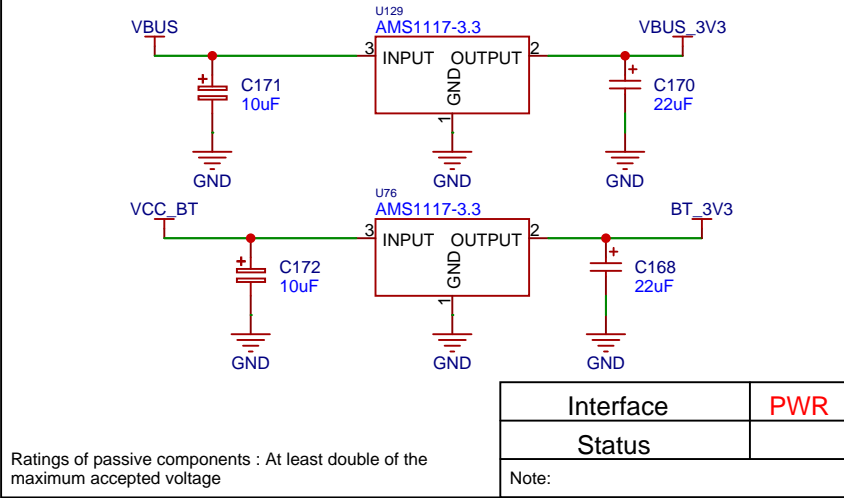 U129
AMS1117-3.3
VBUS
VBUS_3V3
3
INPUT
OUTPUT
2
GND
1
+
C171
10uF
+
C170
22uF
GND
GND
GND
U76
AMS1117-3.3
VCC_BT
BT_3V3
3
INPUT
OUTPUT
2
GND
1
+
C172
10uF
+
C168
22uF
GND
GND
GND
Interface
PWR
Status
Ratings of passive components : At least double of the
maximum accepted voltage
Note: